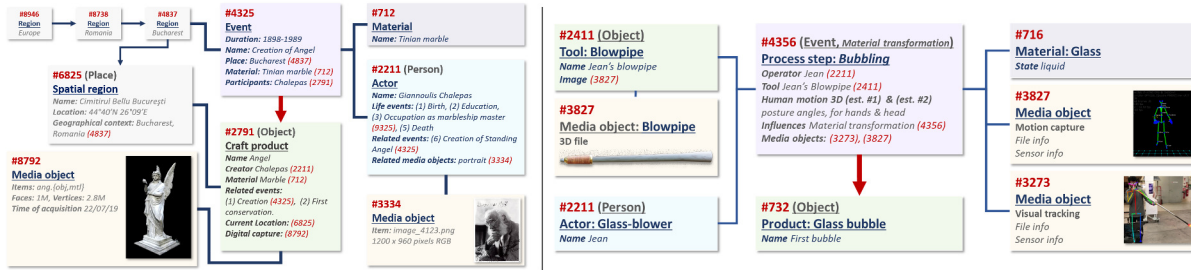 #8946
Region
Europe
#8738
Region
Romania
#4837
Region
Bucharest
#6825 (Place)
Spatial region
Name: Cimitirul Bellu București
Location: 44°40'N 26°09'E
Geographical context: Bucharest,
Romania (4837)
#8792
Media object
Items: ang.(obj,mtl)
Faces: 1M, Vertices: 2.8M
Time of acquisition 22/07/19
#4325
Event
Duration: 1898-1989
Name: Creation of Angel
Place: Bucharest (4837)
Material: Tinian marble (712)
Participants: Chalepas (2791)
#2791 (Object)
Craft product
Name Angel
Creator Chalepas (2211)
Material Marble (712)
Related events:
(1) Creation (4325), (2) First
conservation.
Current Location: (6825)
Digital capture: (8792)
#712
Material
Name: Tinian marble
#2211 (Person)
Actor
Name: Giannoulis Chalepas
Life events: (1) Birth, (2) Education,
(3) Occupation as marbleship master
(9325), (5) Death
Related events: (6) Creation of Standing
Angel (4325)
Related media objects: portrait (3334)
#3334
Media object
Item: image_4123.png
1200 x 960 pixels RGB
#2411 (Object)
Tool: Blowpipe
Name Jean's blowpipe
Image (3827)
#3827
Media object: Blowpipe
3D file
#2211 (Person)
Actor: Glass-blower
Name Jean
#4356 (Event, Material transformation)
Process step: Bubbling
Operator Jean (2211)
Tool Jean's Blowpipe (2411)
Human motion 3D (est. #1) & (est. #2)
posture angles, for hands & head
Influences Material transformation (4356)
Media objects: (3273), (3827)
#732 (Object)
Product: Glass bubble
Name First bubble
#716
Material: Glass
State liquid
#3827
Media object
Motion capture
File info
Sensor info
#3273
Media object
Visual tracking
File info
Sensor info